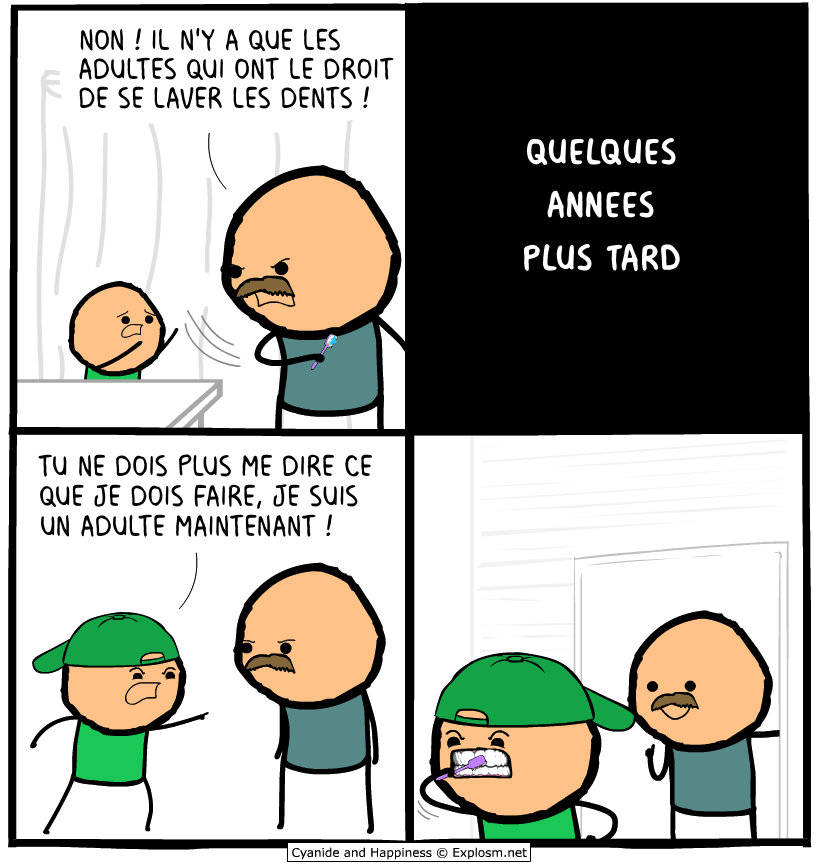 NON ! IL N'Y A QUE LES
ADULTES QUI ONT LE DROIT
DE SE LAVER LES DENTS !
QUELQUES
ANNEES
PLUS TARD
TU NE DOIS PLUS ME DIRE CE
QUE JE DOIS FAIRE, JE SUIS
UN ADULTE MAINTENANT !
Cyanide and Happiness © Explosm.net